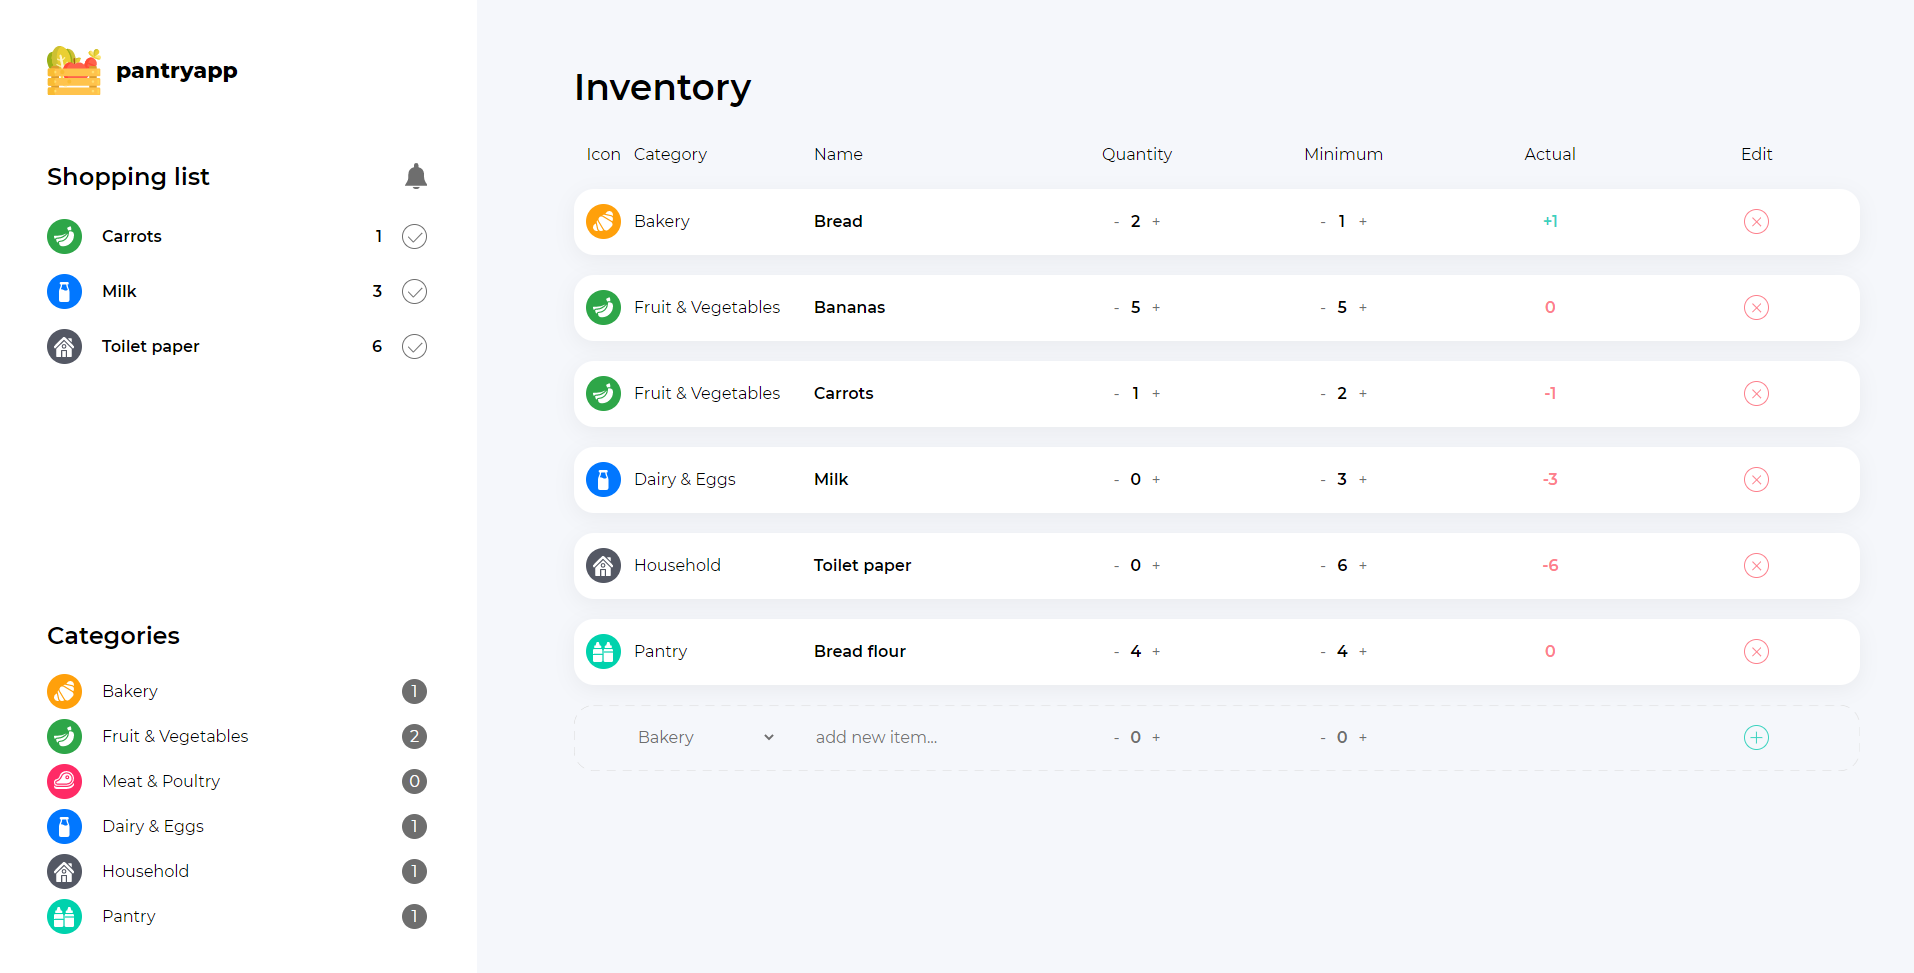 pantryapp
Shopping list
Carrots 1
Milk 3
Toilet paper 6
Categories
Bakery 1
Fruit & Vegetables 2
Meat & Poultry 0
Dairy & Eggs 1
Household 1
Pantry 1
Inventory
Icon Category Name Quantity Minimum Actual Edit
Bakery Bread - 2 + - 1 + +1
Fruit & Vegetables Bananas - 5 + - 5 + 0
Fruit & Vegetables Carrots - 1 + - 2 + -1
Dairy & Eggs Milk - 0 + - 3 + -3
Household Toilet paper - 0 + - 6 + -6
Pantry Bread flour - 4 + - 4 + 0
Bakery add new item... - 0 + - 0 +